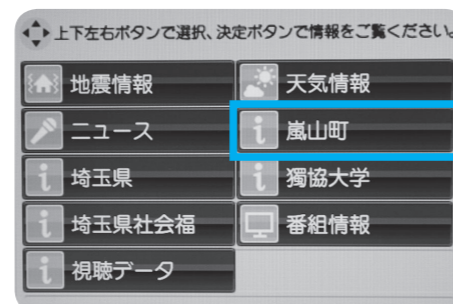 上下左右ボタンで選択、決定ボタンで情報をご覧ください。
地震情報
天気情報
ニュース
嵐山町
埼玉県
獨協大学
埼玉県社会福
番組情報
視聴データ